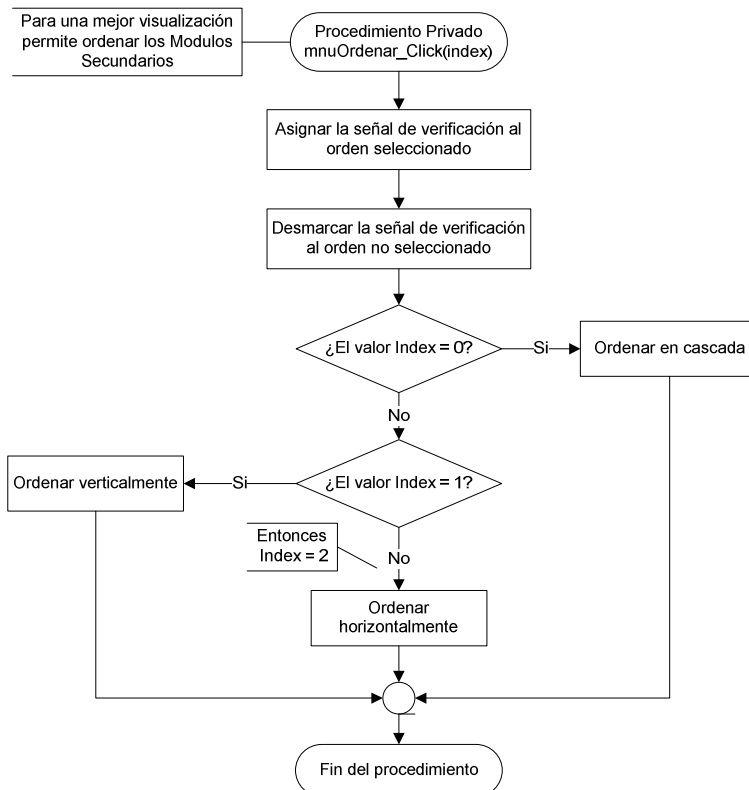 Para una mejor visualización
permite ordenar los Modulos
Secundarios
Procedimiento Privado
mnuOrdenar_Click(index)
Asignar la señal de verificación al
orden seleccionado
Desmarcar la señal de verificación
al orden no seleccionado
¿El valor Index = 0?
Si
Ordenar en cascada
No
Ordenar verticalmente
Si
¿El valor Index = 1?
Entonces
Index = 2
No
Ordenar
horizontalmente
Fin del procedimiento